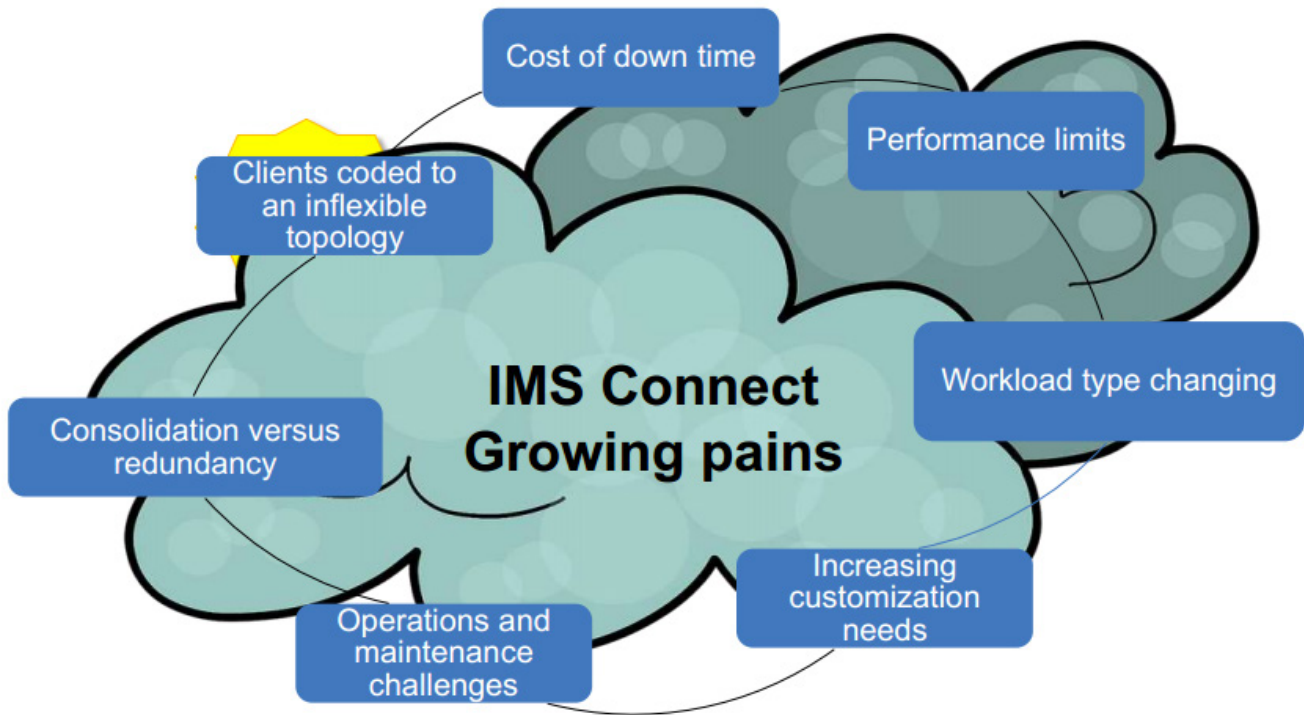 Cost of down time
Performance limits
Clients coded to
an inflexible
topology
Workload type changing
IMS Connect
Growing pains
Consolidation versus
redundancy
Increasing
customization
needs
Operations and
maintenance
challenges